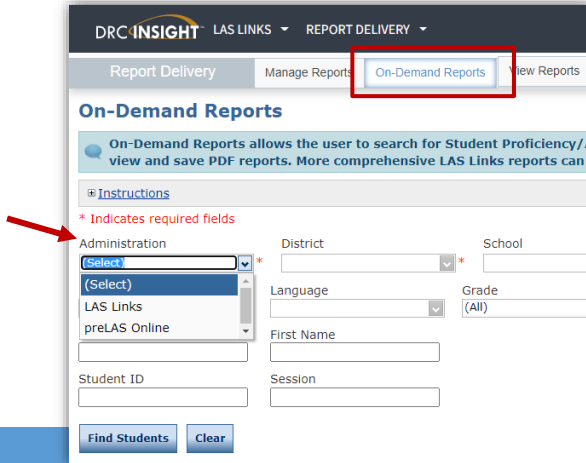 DRC INSIGHT LAS LINKS REPORT DELIVERY
Report Delivery Manage Reports On-Demand Reports View Reports
On-Demand Reports
On-Demand Reports allows the user to search for Student Proficiency/
view and save PDF reports. More comprehensive LAS Links reports can
Instructions
* Indicates required fields
Administration District School
(Select) * *
(Select)
LAS Links
preLAS Online
Language Grade
(All)
First Name
Student ID Session
Find Students Clear